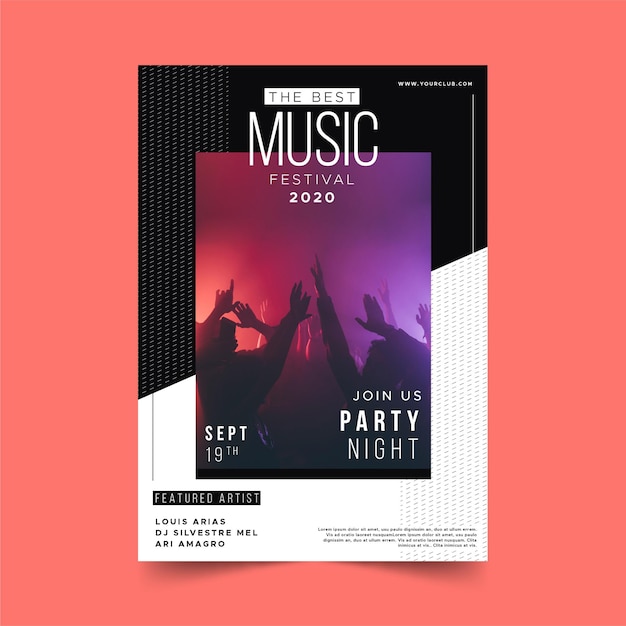 WWW.YOURCLUB.COM
THE BEST
MUSIC
FESTIVAL
2020
JOIN US
PARTY
NIGHT
SEPT
19TH
FEATURED ARTIST
LOUIS ARIAS
DJ SILVESTRE MEL
ARI AMAGRO